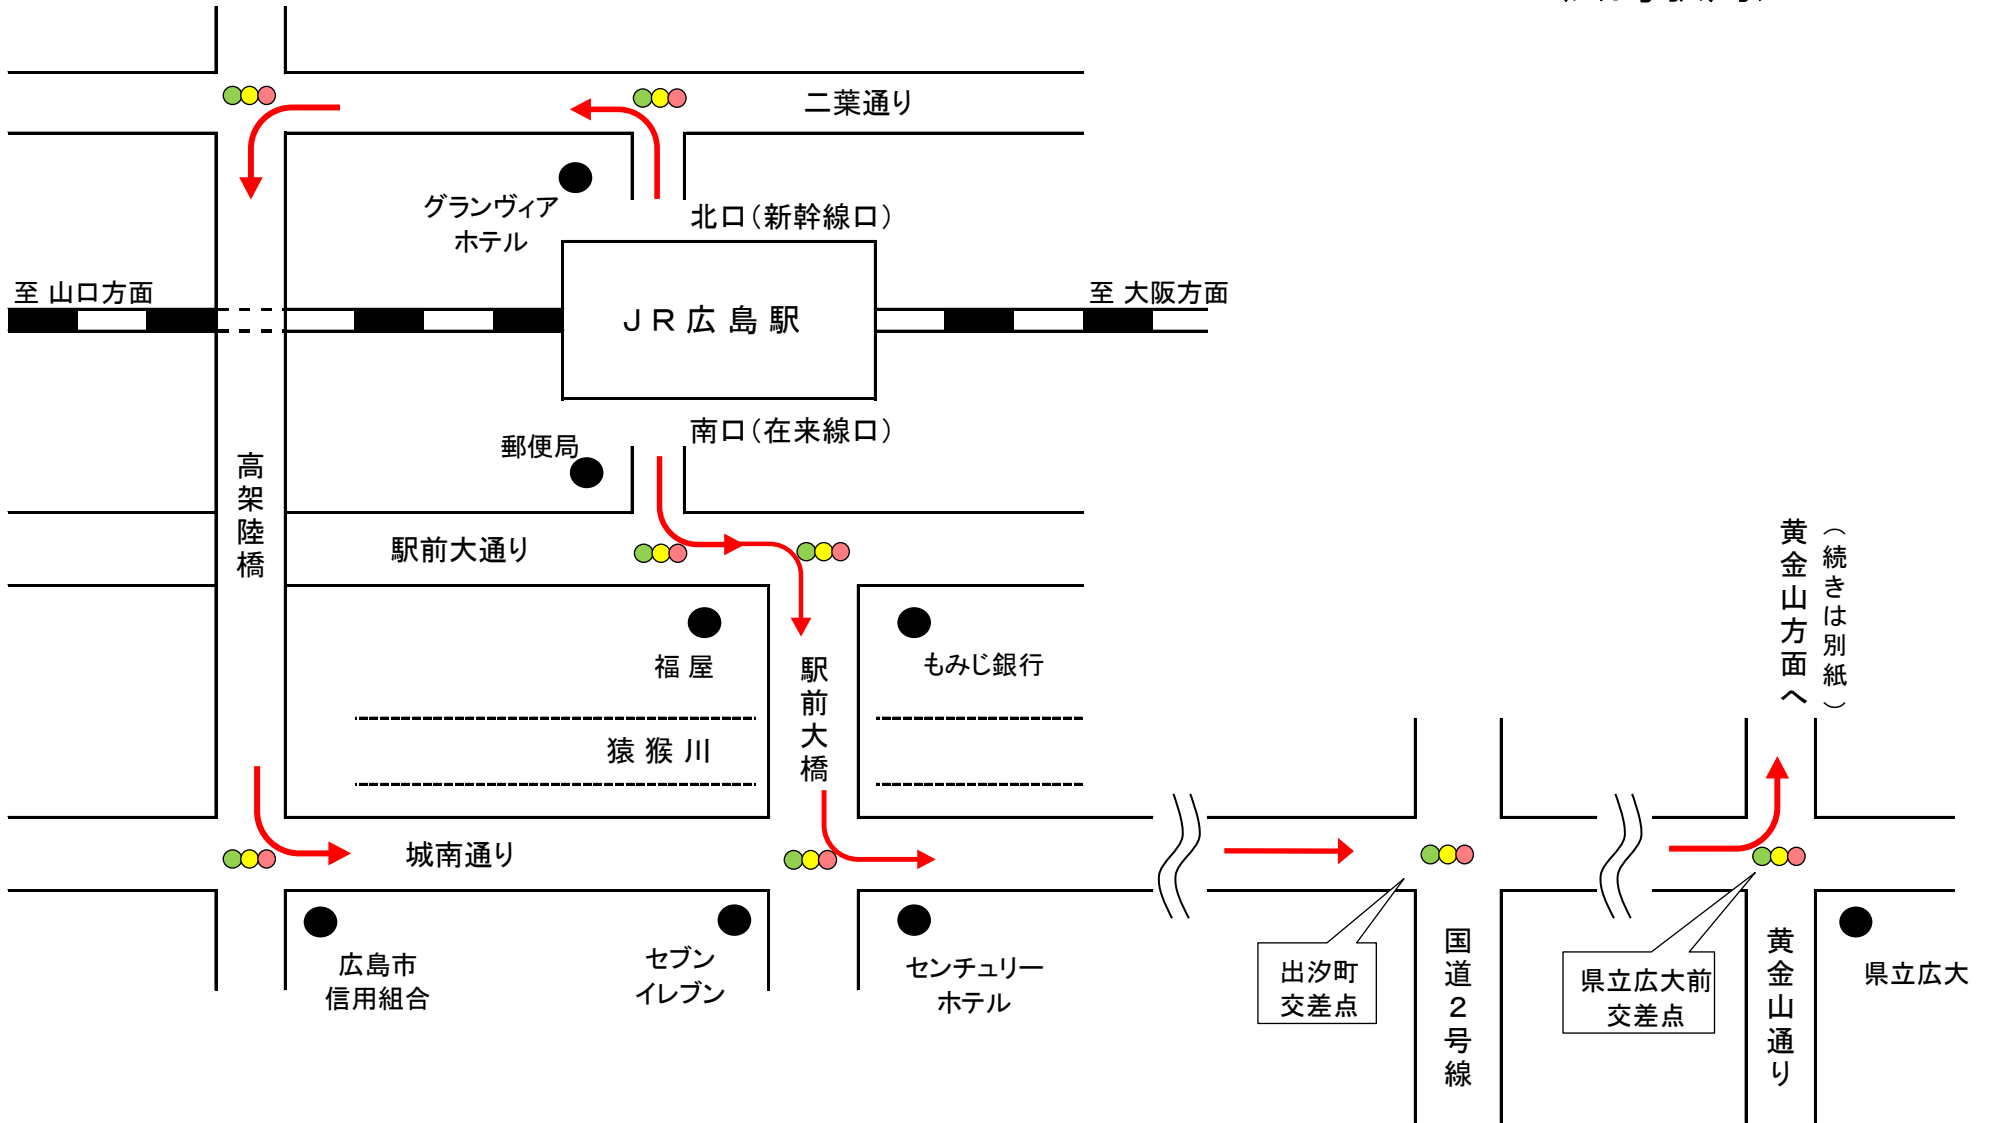 二葉通り
グランヴィア
ホテル
北口（新幹線口）
至 山口方面
至 大阪方面
ＪＲ広島駅
南口（在来線口）
郵便局
高架陸橋
駅前大通り
黄金山方面へ
（続きは別紙）
福屋
もみじ銀行
駅前大橋
猿猴川
城南通り
広島市
信用組合
セブン
イレブン
センチュリー
ホテル
出汐町
交差点
国道２号線
県立広大前
交差点
黄金山通り
県立広大